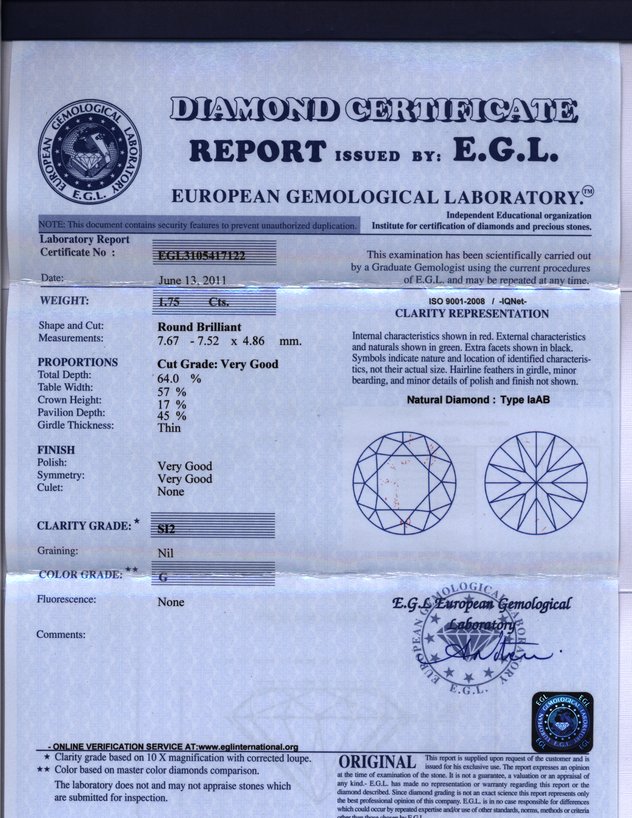 DIAMOND CERTIFICATE
REPORT ISSUED BY: E.G.L.
EUROPEAN GEMOLOGICAL LABORATORY.™
EUROPEAN GEMOLOGICAL LABORATORY
E.G.L.
Independent Educational organization
Institute for certification of diamonds and precious stones.
NOTE: This document contains security features to prevent unauthorized duplication.
Laboratory Report
Certificate No : EGL3105417122
Date: June 13, 2011
WEIGHT: 1.75 Cts.
Shape and Cut: Round Brilliant
Measurements: 7.67 - 7.52 x 4.86 mm.
PROPORTIONS Cut Grade: Very Good
Total Depth: 64.0 %
Table Width: 57 %
Crown Height: 17 %
Pavilion Depth: 45 %
Girdle Thickness: Thin
FINISH
Polish: Very Good
Symmetry: Very Good
Culet: None
CLARITY GRADE: * SI2
Graining: Nil
COLOR GRADE: ** G
Fluorescence: None
Comments:
This examination has been scientifically carried out
by a Graduate Gemologist using the current procedures
of E.G.L. and may be repeated at any time.
ISO 9001-2008 / -IQNet-
CLARITY REPRESENTATION
Internal characteristics shown in red. External characteristics
and naturals shown in green. Extra facets shown in black.
Symbols indicate nature and location of identified characteris-
tics, not their actual size. Hairline feathers in girdle, minor
bearding, and minor details of polish and finish not shown.
Natural Diamond : Type IaAB
E.G.L European Gemological
Laboratory
EUROPEAN GEMOLOGICAL LABORATORY
E.G.L.
EGL EGL
EUROPEAN GEMOLOGICAL LABORATORY
E.G.L.
EGL EGL
- ONLINE VERIFICATION SERVICE AT:www.eglinternational.org
* Clarity grade based on 10 X magnification with corrected loupe.
** Color based on master color diamonds comparison.
The laboratory does not and may not appraise stones which
are submitted for inspection.
ORIGINAL This report is supplied upon request of the customer and is
issued for his exclusive use. The report expresses an opinion
at the time of examination of the stone. It is not a guarantee, a valuation or an appraisal of
any kind.- E.G.L. has made no representation or warranty regarding this report or the
diamond described. Since diamond grading is not an exact science this report represents only
the best professional opinion of this company. E.G.L. is in no case responsible for differences
which could occur by repeated expertise and/or use of other standards, norms, methods or criteria